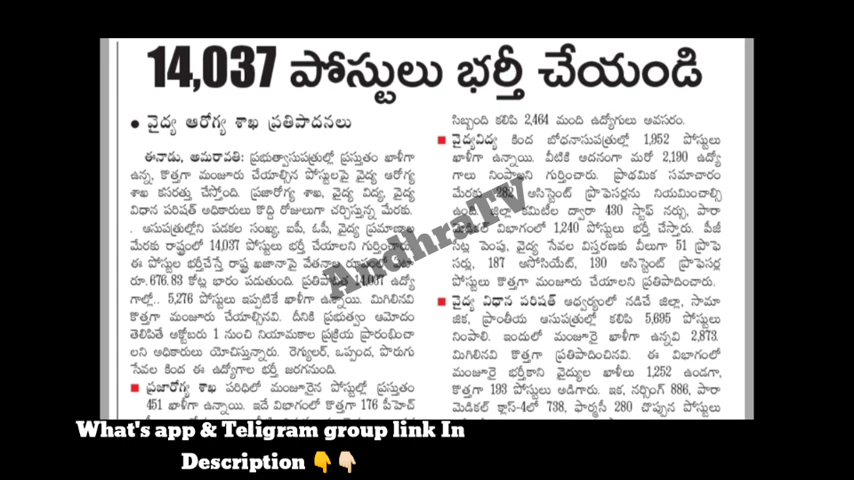 14,037 పోస్టులు భర్తీ చేయండి
● వైద్య ఆరోగ్య శాఖ ప్రతిపాదనలు
ఈనాడు, అమరావతి: ప్రభుత్వాసుపత్రుల్లో ప్రస్తుతం ఖాళీగా
ఉన్న, కొత్తగా మంజూరు చేయాల్సిన పోస్టులపై వైద్య ఆరోగ్య
శాఖ కసరత్తు చేస్తోంది. ప్రజారోగ్య శాఖ, వైద్య విద్య, వైద్య
విధాన పరిషత్ అధికారులు కొద్ది రోజులుగా చర్చిస్తున్న మేరకు.
. ఆసుపత్రుల్లోని పడకల సంఖ్య, ఐపీ, ఓపీ, వైద్య ప్రమాణాల
మేరకు రాష్ట్రంలో 14,037 పోస్టులు భర్తీ చేయాలని గుర్తించారు.
ఈ పోస్టుల భర్తీచేస్తే రాష్ట్ర ఖజానాపై వేతనాల రూపంలో ఏటా
రూ.676.83 కోట్ల భారం పడుతుంది. ప్రతిపాదిత 14,037 ఉద్యో
గాల్లో.. 5,276 పోస్టులు ఇప్పటికే ఖాళీగా ఉన్నాయి. మిగిలినవి
కొత్తగా మంజూరు చేయాల్సినవి. దీనికి ప్రభుత్వం ఆమోదం
తెలిపితే అక్టోబరు 1 నుంచి నియామకాల ప్రక్రియ ప్రారంభించా
లని అధికారులు యోచిస్తున్నారు. రెగ్యులర్, ఒప్పంద, పొరుగు
సేవల కింద ఈ ఉద్యోగాల భర్తీ జరగనుంది.
■ ప్రజారోగ్య శాఖ పరిధిలో మంజూరైన పోస్టుల్లో ప్రస్తుతం
451 ఖాళీగా ఉన్నాయి. ఇదే విభాగంలో కొత్తగా 176 పీహెచ్
సిబ్బంది కలిపి 2,464 మంది ఉద్యోగులు అవసరం.
■ వైద్యవిద్య కింద బోధనాసుపత్రుల్లో 1,952 పోస్టులు
ఖాళీగా ఉన్నాయి. వీటికి అదనంగా మరో 2,190 ఉద్యో
గాలు నింపాలని గుర్తించారు. ప్రాథమిక సమాచారం
మేరకు 282 అసిస్టెంట్ ప్రొఫెసర్లను నియమించాల్సి
ఉంది. జిల్లా కమిటీల ద్వారా 430 స్టాఫ్ నర్సు, పారా
మెడికల్ విభాగంలో 1,240 పోస్టులు భర్తీ చేస్తారు. పీజీ
సీట్ల పెంపు, వైద్య సేవల విస్తరణకు వీలుగా 51 ప్రొఫె
సర్లు, 187 అసోసియేట్, 130 అసిస్టెంట్ ప్రొఫెసర్ల
పోస్టులు కొత్తగా మంజూరు చేయాలని ప్రతిపాదించారు.
■ వైద్య విధాన పరిషత్ ఆధ్వర్యంలో నడిచే జిల్లా, సామా
జిక, ప్రాంతీయ ఆసుపత్రుల్లో కలిపి 5,695 పోస్టులు
నింపాలి. ఇందులో మంజూరై ఖాళీగా ఉన్నవి 2,873.
మిగిలినవి కొత్తగా ప్రతిపాదించినవి. ఈ విభాగంలో
మంజూరై భర్తీకాని వైద్యుల ఖాళీలు 1,252 ఉండగా,
కొత్తగా 193 పోస్టులు అడిగారు. ఇక, నర్సింగ్ 886, పారా
మెడికల్ క్లాస్-4లో 738, ఫార్మసీ 280 చొప్పున పోస్టులు
AndhraTV
What's app & Teligram group link In
Description 👇👇🏻